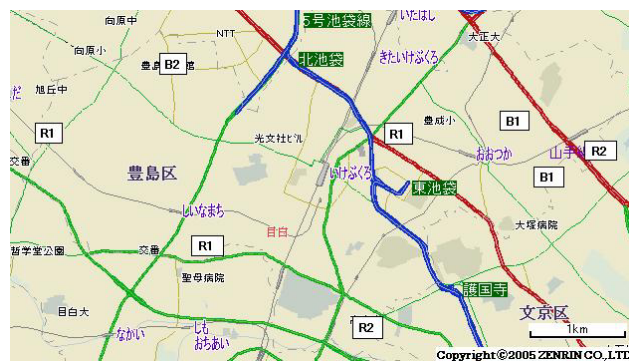 向原中
5号池袋線
いたばし
NTT
大正大
向原小
豊島
館
B2
北池袋
きたいけぶくろ
旭丘中
だ
R1
光文社ビル
R1
豊成小
B1
R2
交番
おおつか
山手
豊島区
いけぶくろ
東池袋
B1
しいなまち
目白
大塚病院
哲学堂公園
交番
R1
聖母病院
護国寺
目白大
文京区
なかい
しも
おちあい
R2
1km
Copyright©2005 ZENRIN CO.,LTD